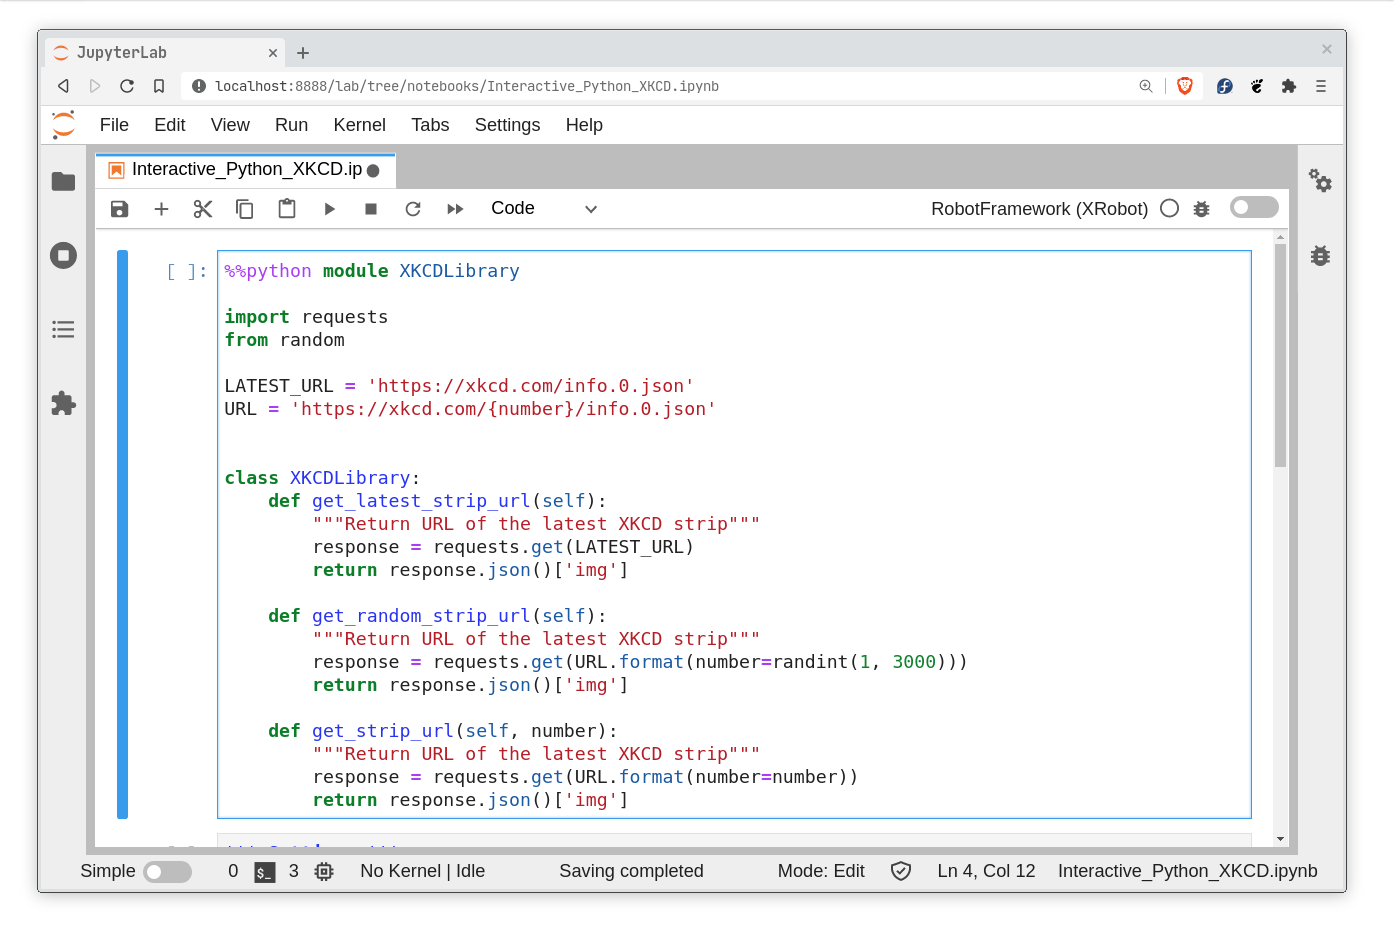 JupyterLab
localhost:8888/lab/tree/notebooks/Interactive_Python_XKCD.ipynb
File Edit View Run Kernel Tabs Settings Help
Interactive_Python_XKCD.ip
Code RobotFramework (XRobot)
[ ]: %%python module XKCDLibrary
import requests
from random
LATEST_URL = 'https://xkcd.com/info.0.json'
URL = 'https://xkcd.com/{number}/info.0.json'
class XKCDLibrary:
    def get_latest_strip_url(self):
        """Return URL of the latest XKCD strip"""
        response = requests.get(LATEST_URL)
        return response.json()['img']
    def get_random_strip_url(self):
        """Return URL of the latest XKCD strip"""
        response = requests.get(URL.format(number=randint(1, 3000)))
        return response.json()['img']
    def get_strip_url(self, number):
        """Return URL of the latest XKCD strip"""
        response = requests.get(URL.format(number=number))
        return response.json()['img']
Simple 0 $_ 3 No Kernel | Idle Saving completed Mode: Edit Ln 4, Col 12 Interactive_Python_XKCD.ipynb